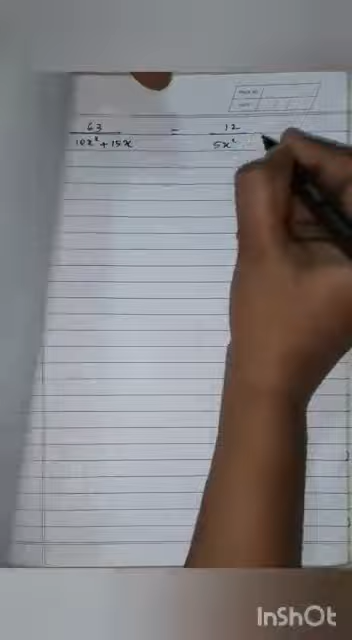 63 / 10x² + 15x = 12 / 5x²
InShOt